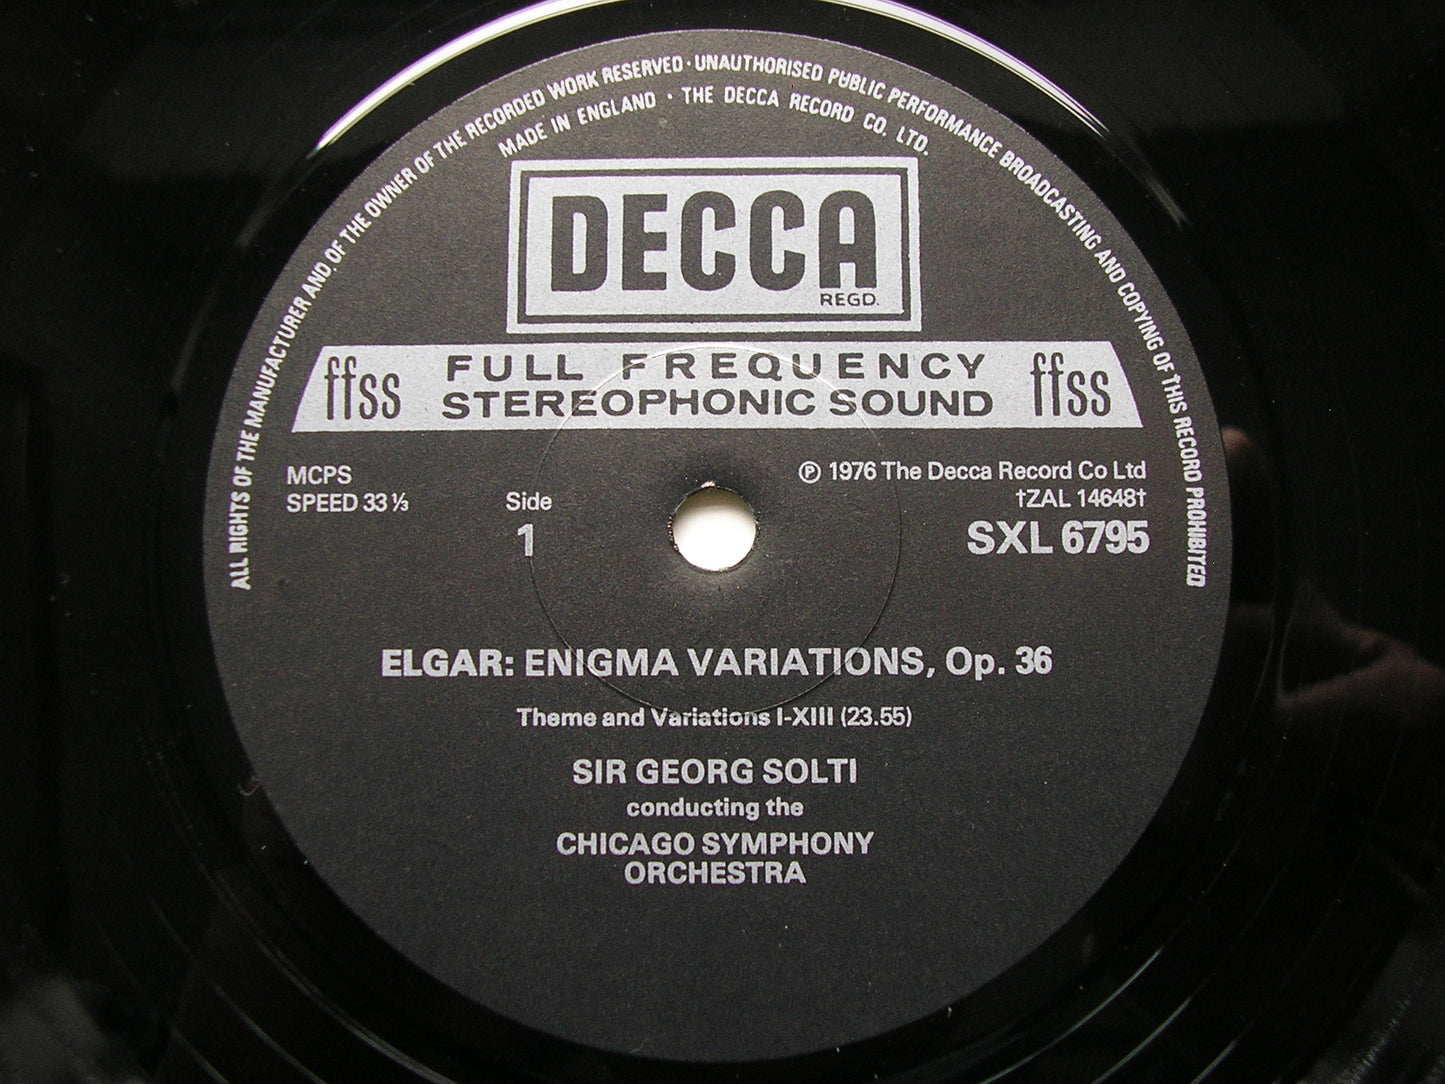 ALL RIGHTS OF THE MANUFACTURER AND OF THE OWNER OF THE RECORDED WORK RESERVED · UNAUTHORISED PUBLIC PERFORMANCE BROADCASTING AND COPYING OF THIS RECORD PROHIBITED
MADE IN ENGLAND · THE DECCA RECORD CO. LTD.
DECCA
REGD.
ffss FULL FREQUENCY ffss
STEREOPHONIC SOUND
MCPS ℗ 1976 The Decca Record Co Ltd
SPEED 33⅓ Side †ZAL 14648†
1 SXL 6795
ELGAR: ENIGMA VARIATIONS, Op. 36
Theme and Variations I-XIII (23.55)
SIR GEORG SOLTI
conducting the
CHICAGO SYMPHONY
ORCHESTRA